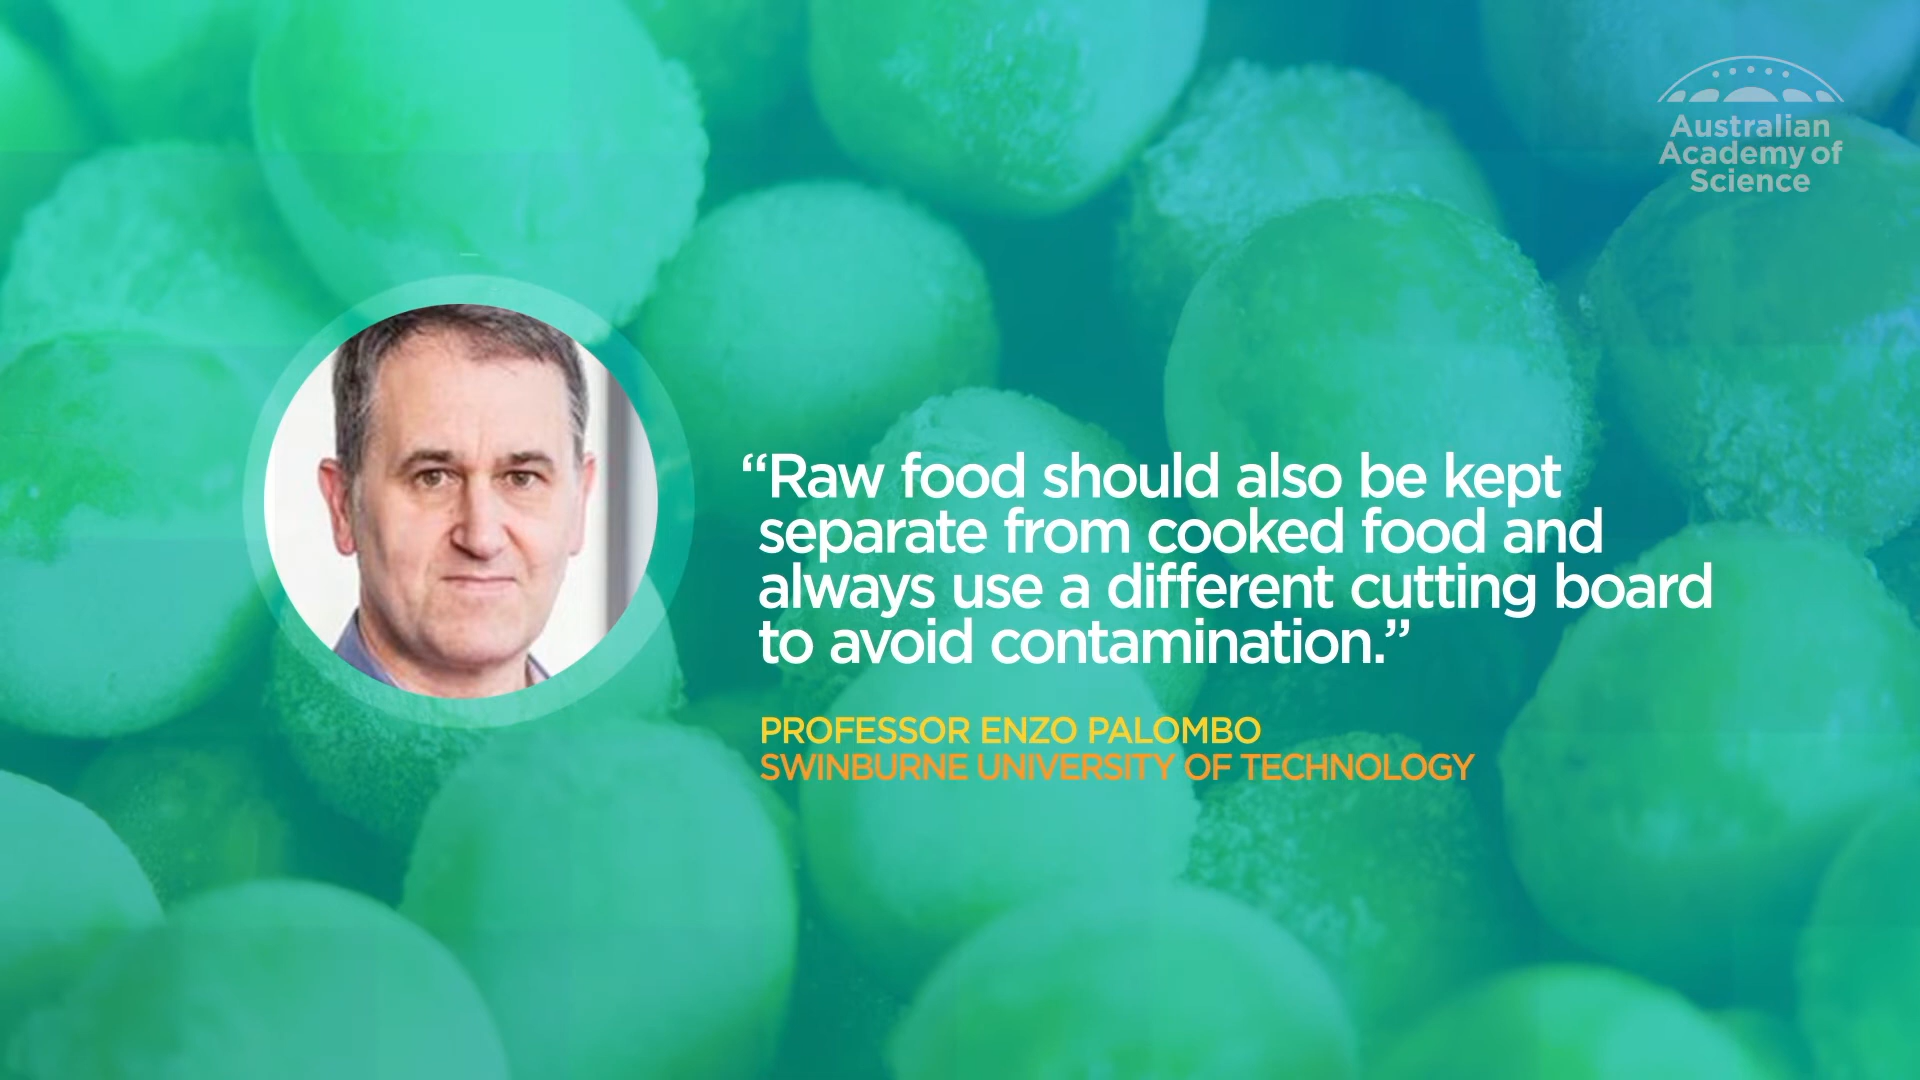 Australian
Academy of
Science
“Raw food should also be kept
separate from cooked food and
always use a different cutting board
to avoid contamination.”
PROFESSOR ENZO PALOMBO
SWINBURNE UNIVERSITY OF TECHNOLOGY